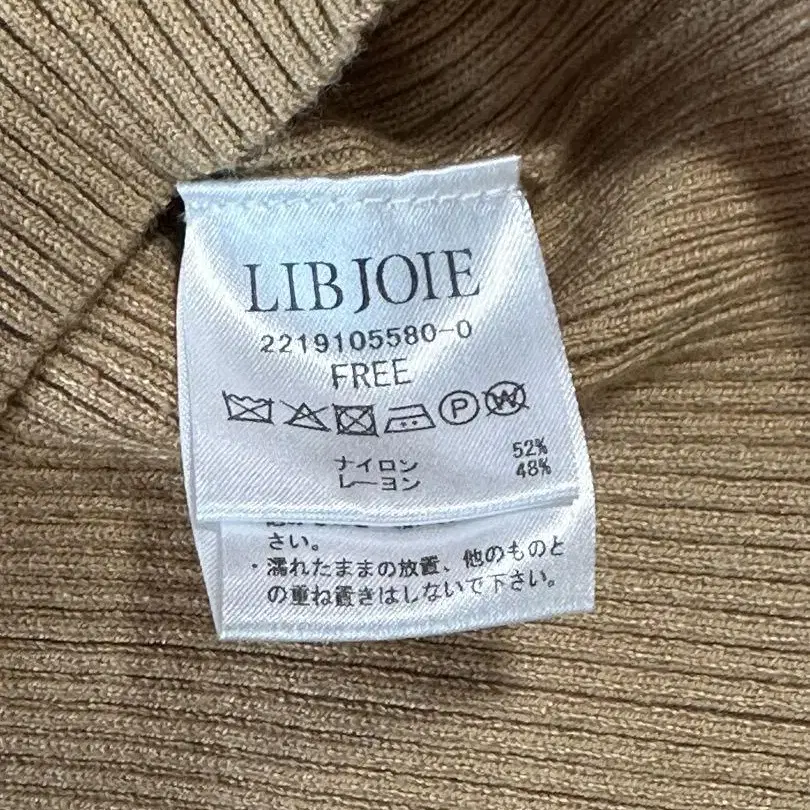 LIB JOIE
2219105580-0
FREE
P W
ナイロン 52%
レーヨン 48%
さい。
・濡れたままの放置、他のものと
の重ね置きはしないで下さい。